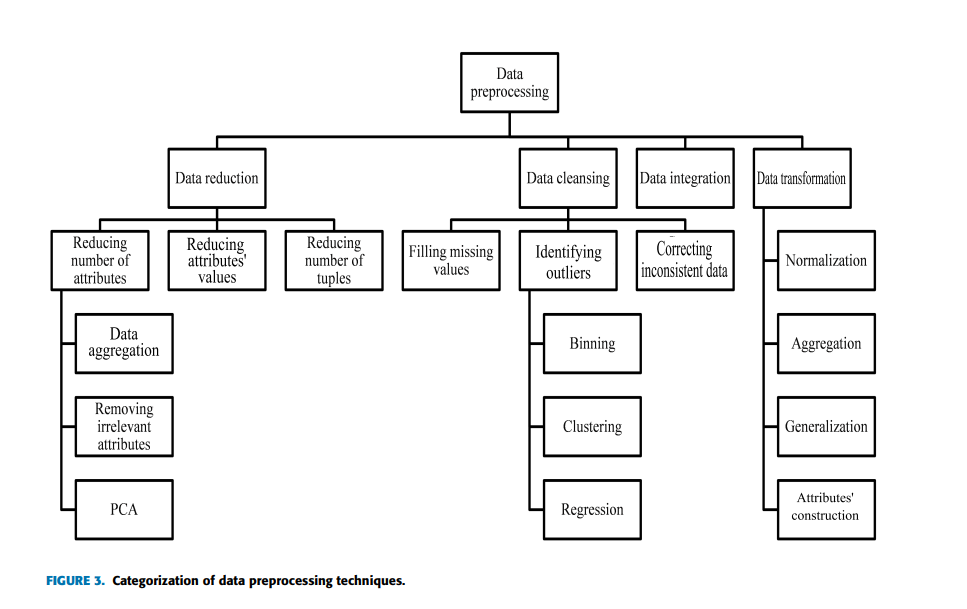 Data
preprocessing
Data reduction
Data cleansing
Data integration
Data transformation
Reducing
number of
attributes
Reducing
attributes'
values
Reducing
number of
tuples
Filling missing
values
Identifying
outliers
Correcting
inconsistent data
Normalization
Data
aggregation
Binning
Aggregation
Removing
irrelevant
attributes
Clustering
Generalization
PCA
Regression
Attributes'
construction
FIGURE 3. Categorization of data preprocessing techniques.